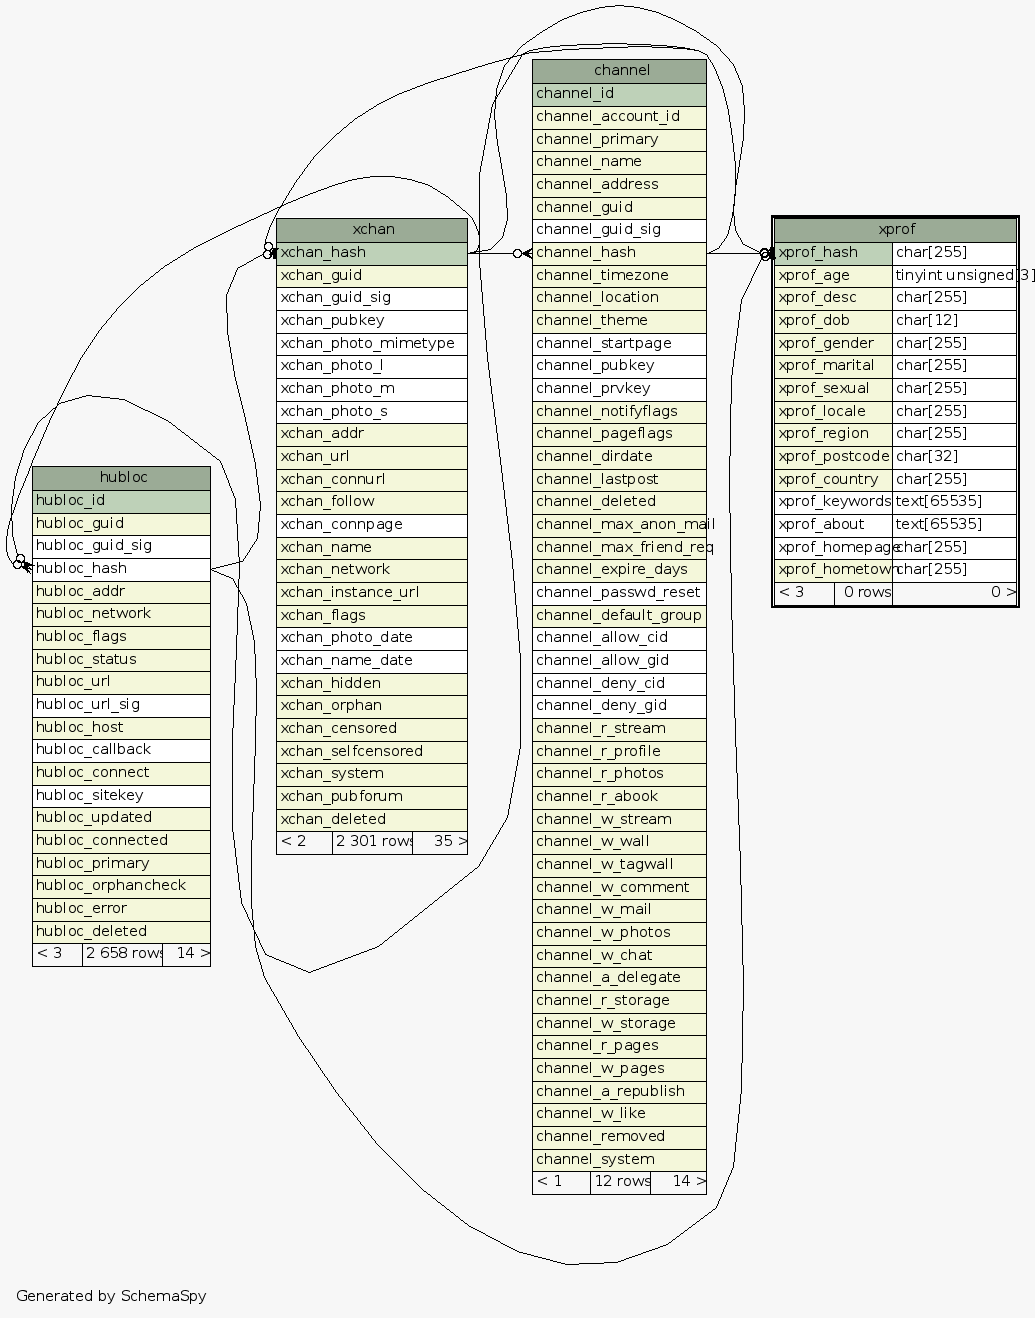 channel
channel_id
channel_account_id
channel_primary
channel_name
channel_address
channel_guid
channel_guid_sig
channel_hash
channel_timezone
channel_location
channel_theme
channel_startpage
channel_pubkey
channel_prvkey
channel_notifyflags
channel_pageflags
channel_dirdate
channel_lastpost
channel_deleted
channel_max_anon_mail
channel_max_friend_req
channel_expire_days
channel_passwd_reset
channel_default_group
channel_allow_cid
channel_allow_gid
channel_deny_cid
channel_deny_gid
channel_r_stream
channel_r_profile
channel_r_photos
channel_r_abook
channel_w_stream
channel_w_wall
channel_w_tagwall
channel_w_comment
channel_w_mail
channel_w_photos
channel_w_chat
channel_a_delegate
channel_r_storage
channel_w_storage
channel_r_pages
channel_w_pages
channel_a_republish
channel_w_like
channel_removed
channel_system
< 1 12 rows 14 >
xchan
xchan_hash
xchan_guid
xchan_guid_sig
xchan_pubkey
xchan_photo_mimetype
xchan_photo_l
xchan_photo_m
xchan_photo_s
xchan_addr
xchan_url
xchan_connurl
xchan_follow
xchan_connpage
xchan_name
xchan_network
xchan_instance_url
xchan_flags
xchan_photo_date
xchan_name_date
xchan_hidden
xchan_orphan
xchan_censored
xchan_selfcensored
xchan_system
xchan_pubforum
xchan_deleted
< 2 2 301 rows 35 >
xprof
xprof_hash char[255]
xprof_age tinyint unsigned[3]
xprof_desc char[255]
xprof_dob char[12]
xprof_gender char[255]
xprof_marital char[255]
xprof_sexual char[255]
xprof_locale char[255]
xprof_region char[255]
xprof_postcode char[32]
xprof_country char[255]
xprof_keywords text[65535]
xprof_about text[65535]
xprof_homepage char[255]
xprof_hometown char[255]
< 3 0 rows 0 >
hubloc
hubloc_id
hubloc_guid
hubloc_guid_sig
hubloc_hash
hubloc_addr
hubloc_network
hubloc_flags
hubloc_status
hubloc_url
hubloc_url_sig
hubloc_host
hubloc_callback
hubloc_connect
hubloc_sitekey
hubloc_updated
hubloc_connected
hubloc_primary
hubloc_orphancheck
hubloc_error
hubloc_deleted
< 3 2 658 rows 14 >
Generated by SchemaSpy